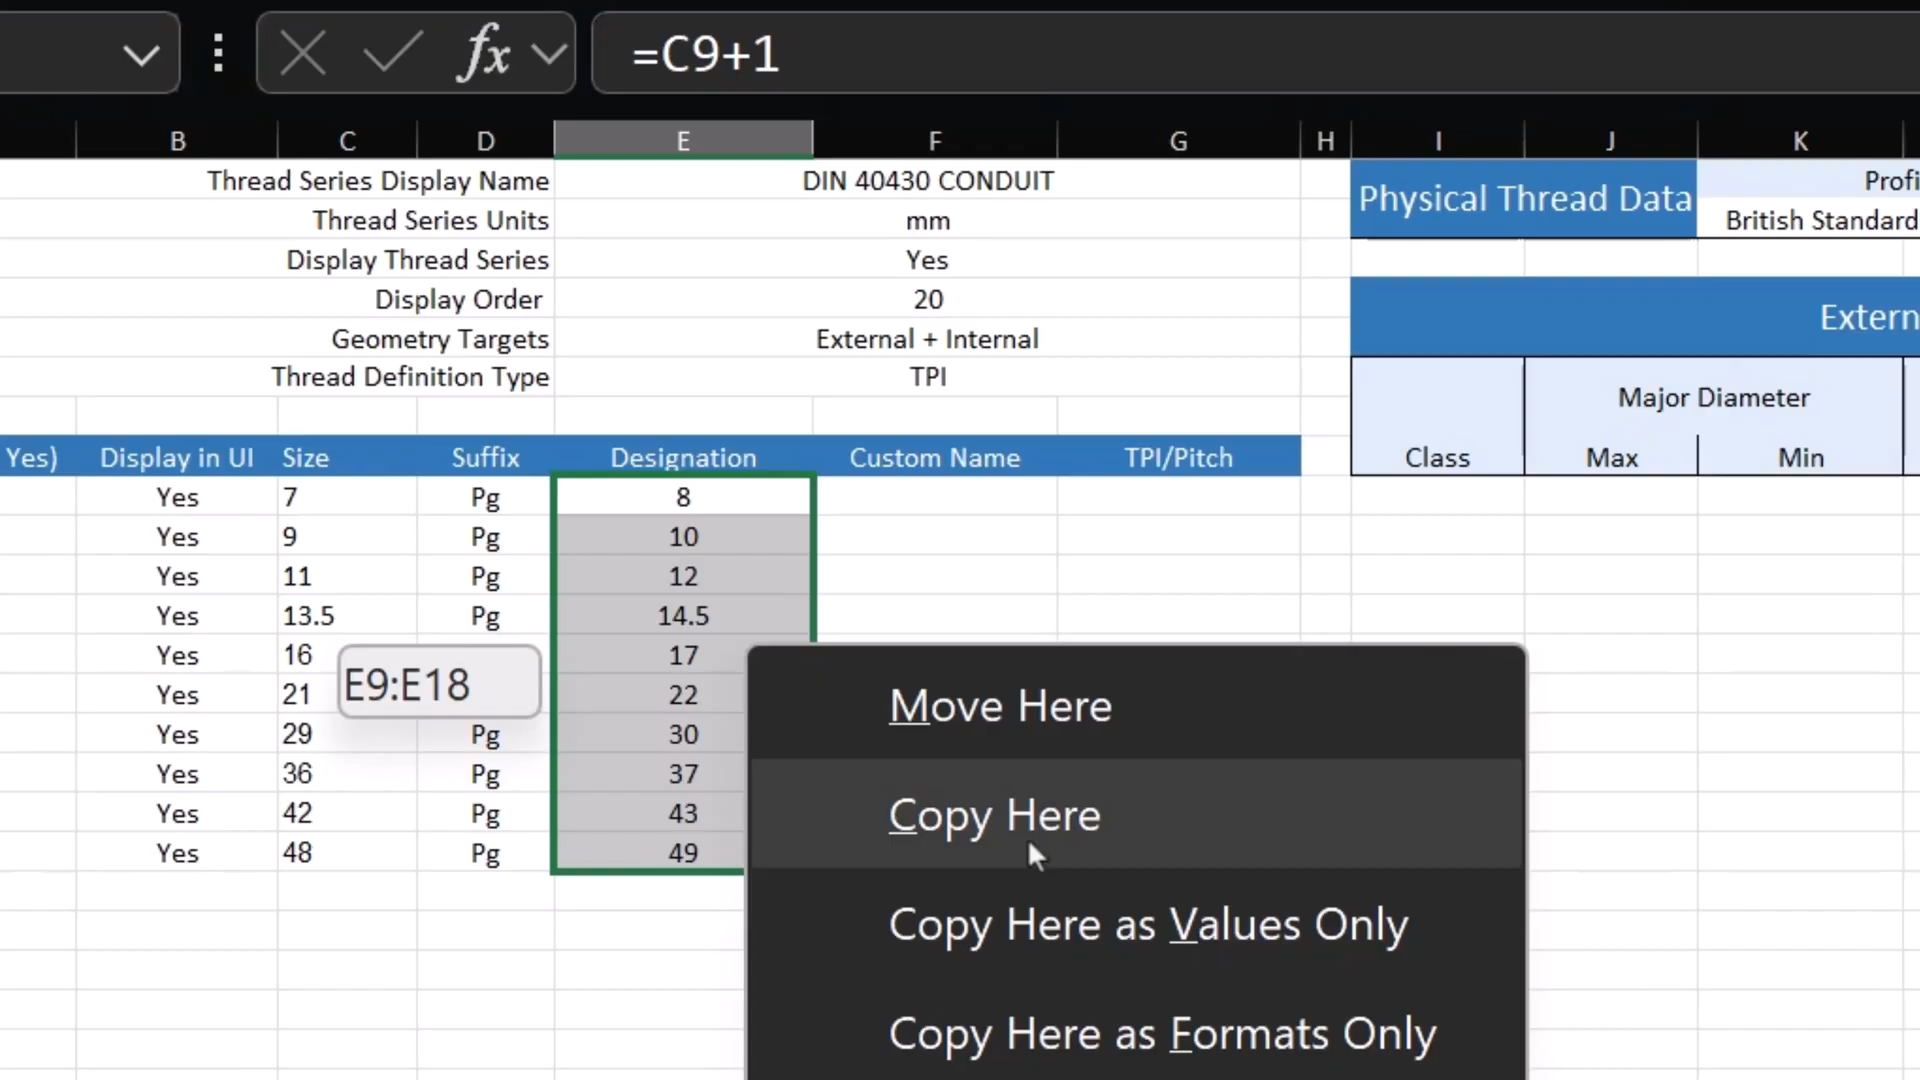 fx =C9+1
B C D E F G H I J K
Thread Series Display Name DIN 40430 CONDUIT Physical Thread Data Profi
Thread Series Units mm British Standard
Display Thread Series Yes
Display Order 20 Extern
Geometry Targets External + Internal
Thread Definition Type TPI
Major Diameter
Yes) Display in UI Size Suffix Designation Custom Name TPI/Pitch Class Max Min
Yes 7 Pg 8
Yes 9 Pg 10
Yes 11 Pg 12
Yes 13.5 Pg 14.5
Yes 16 17
Yes 21 22
E9:E18
Yes 29 Pg 30
Yes 36 Pg 37
Yes 42 Pg 43
Yes 48 Pg 49
Move Here
Copy Here
Copy Here as Values Only
Copy Here as Formats Only